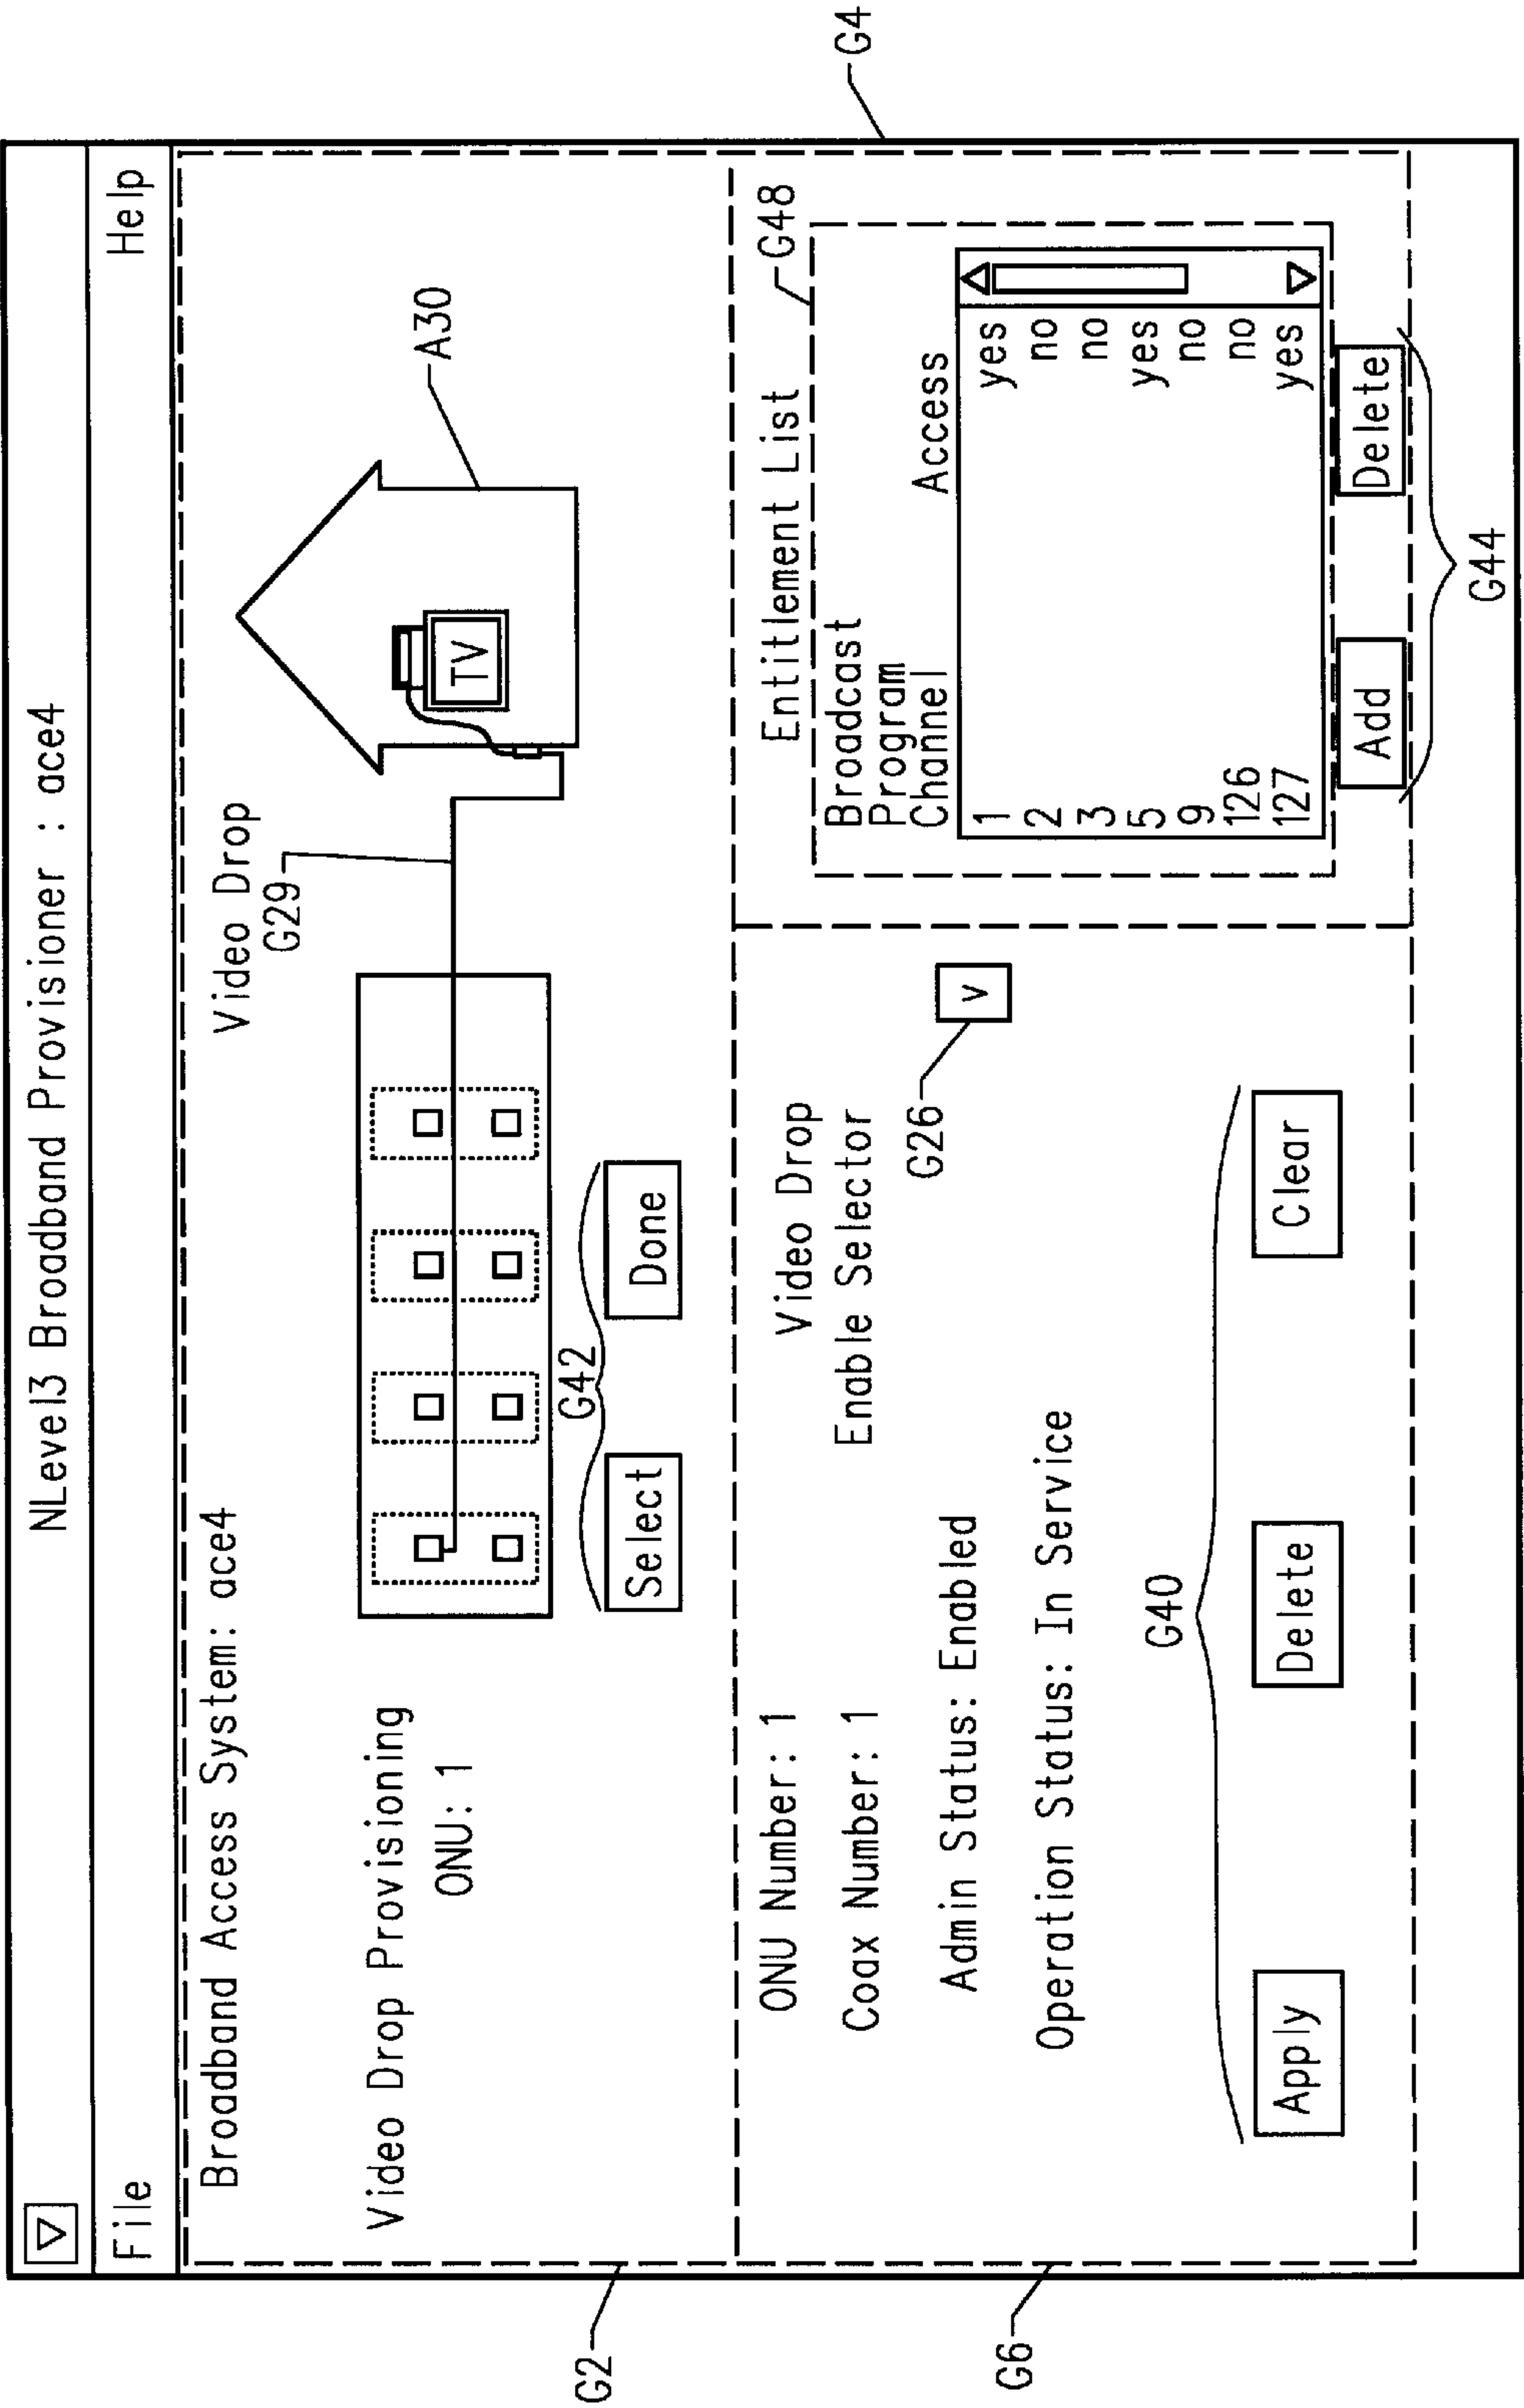 NLevel3 Broadband Provisioner : ace4
File Help
Broadband Access System: ace4
Video Drop
G29
A30
Video Drop Provisioning
ONU: 1
TV
G42
Select Done
G2
G4
ONU Number: 1
Coax Number: 1
Admin Status: Enabled
Operation Status: In Service
Video Drop
Enable Selector
G26
v
G40
Apply Delete Clear
G6
Entitlement List
G48
Broadcast
Program
Channel Access
1 yes
2 no
3 no
5 yes
9 no
126 no
127 yes
Add Delete
G44